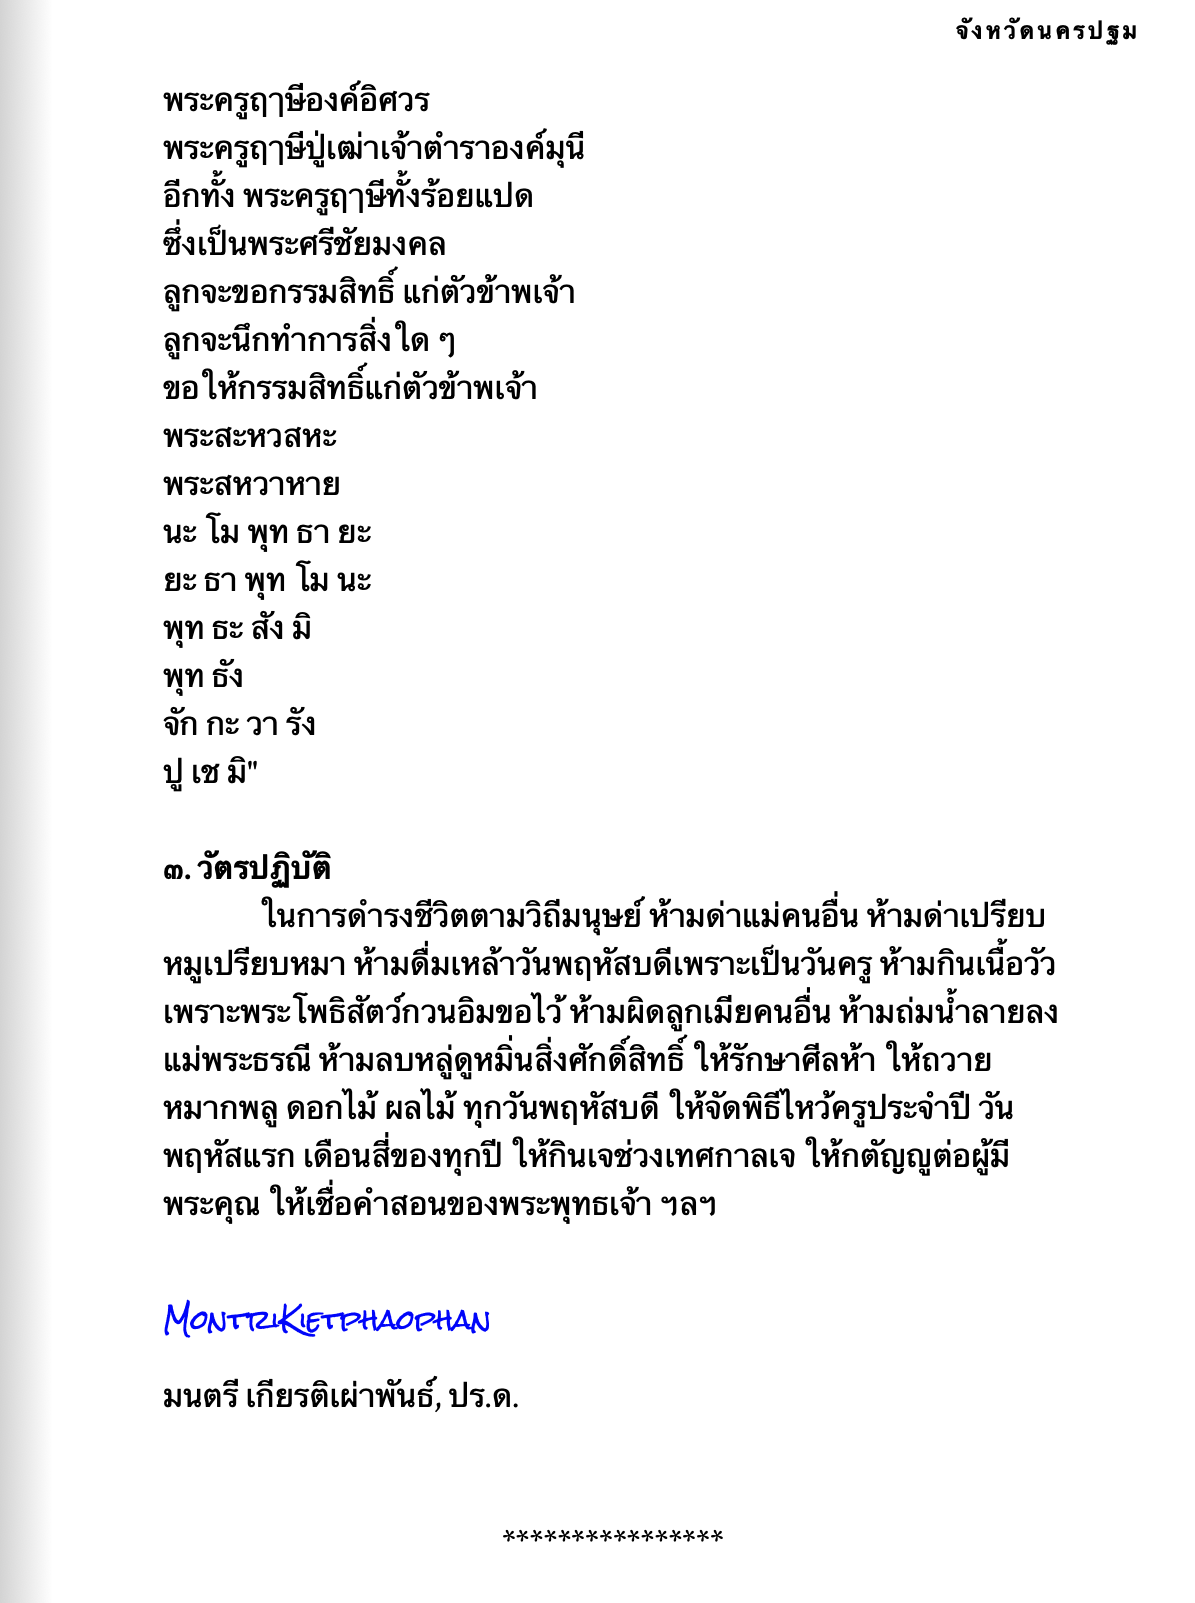 จังหวัดนครปฐม
พระครูฤๅษีองค์อิศวร
พระครูฤๅษีปู่เฒ่าเจ้าตำราองค์มุนี
อีกทั้ง พระครูฤๅษีทั้งร้อยแปด
ซึ่งเป็นพระศรีชัยมงคล
ลูกจะขอกรรมสิทธิ์ แก่ตัวข้าพเจ้า
ลูกจะนึกทำการสิ่งใด ๆ
ขอให้กรรมสิทธิ์แก่ตัวข้าพเจ้า
พระสะหวสหะ
พระสหวาหาย
นะ โม พุท ธา ยะ
ยะ ธา พุท โม นะ
พุท ธะ สัง มิ
พุท ธัง
จัก กะ วา รัง
ปู เช มิ"
๓. วัตรปฏิบัติ
ในการดำรงชีวิตตามวิถีมนุษย์ ห้ามด่าแม่คนอื่น ห้ามด่าเปรียบ
หมูเปรียบหมา ห้ามดื่มเหล้าวันพฤหัสบดีเพราะเป็นวันครู ห้ามกินเนื้อวัว
เพราะพระโพธิสัตว์กวนอิมขอไว้ ห้ามผิดลูกเมียคนอื่น ห้ามถ่มน้ำลายลง
แม่พระธรณี ห้ามลบหลู่ดูหมิ่นสิ่งศักดิ์สิทธิ์ ให้รักษาศีลห้า ให้ถวาย
หมากพลู ดอกไม้ ผลไม้ ทุกวันพฤหัสบดี ให้จัดพิธีไหว้ครูประจำปี วัน
พฤหัสแรก เดือนสี่ของทุกปี ให้กินเจช่วงเทศกาลเจ ให้กตัญญูต่อผู้มี
พระคุณ ให้เชื่อคำสอนของพระพุทธเจ้า ฯลฯ
MontriKietphaophan
มนตรี เกียรติเผ่าพันธ์, ปร.ด.
****************